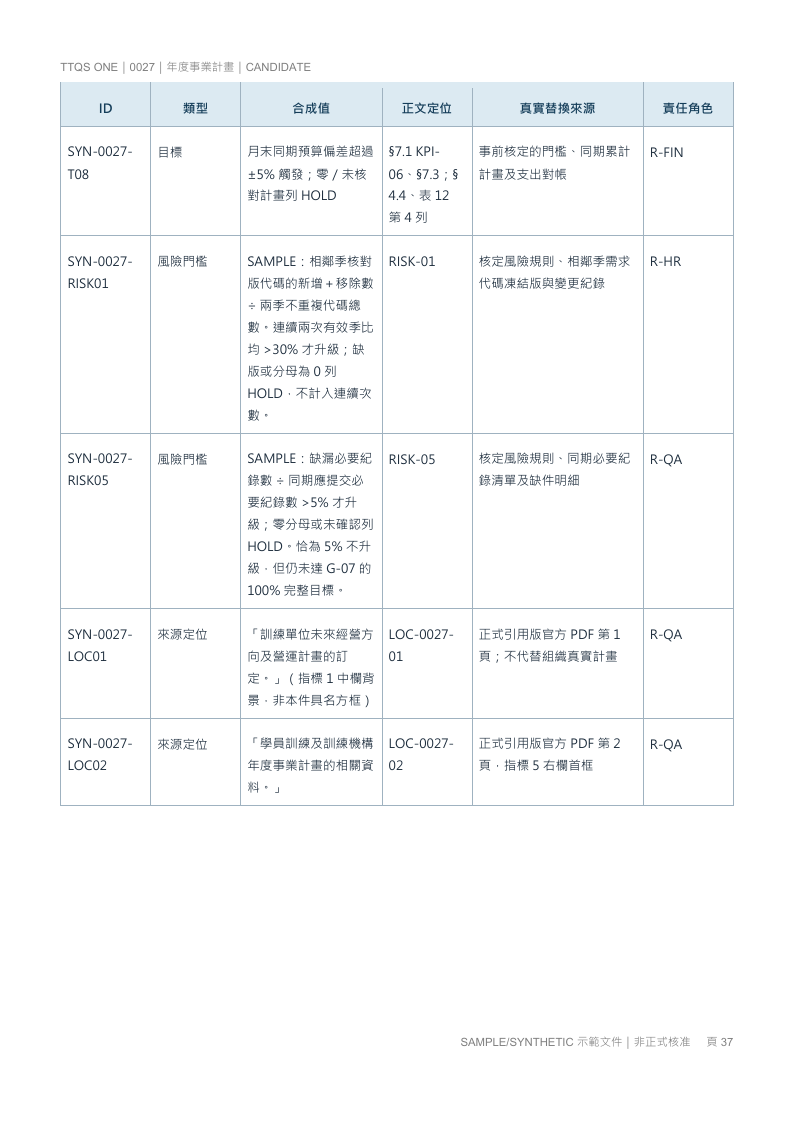 TTQS ONE｜0027｜年度事業計畫｜CANDIDATE
ID 類型 合成值 正文定位 真實替換來源 責任角色
SYN-0027-
T08
目標
月末同期預算偏差超過
±5% 觸發；零 / 未核
對計畫列 HOLD
§7.1 KPI-
06、§7.3；§
4.4、表 12
第 4 列
事前核定的門檻、同期累計
計畫及支出對帳
R-FIN
SYN-0027-
RISK01
風險門檻
SAMPLE：相鄰季核對
版代碼的新增＋移除數
÷ 兩季不重複代碼總
數。連續兩次有效季比
均 >30% 才升級；缺
版或分母為 0 列
HOLD，不計入連續次
數。
RISK-01
核定風險規則、相鄰季需求
代碼凍結版與變更紀錄
R-HR
SYN-0027-
RISK05
風險門檻
SAMPLE：缺漏必要紀
錄數 ÷ 同期應提交必
要紀錄數 >5% 才升
級；零分母或未確認列
HOLD。恰為 5% 不升
級，但仍未達 G-07 的
100% 完整目標。
RISK-05
核定風險規則、同期必要紀
錄清單及缺件明細
R-QA
SYN-0027-
LOC01
來源定位
「訓練單位未來經營方
向及營運計畫的訂
定。」（指標 1 中欄背
景，非本件具名方框）
LOC-0027-
01
正式引用版官方 PDF 第 1
頁；不代替組織真實計畫
R-QA
SYN-0027-
LOC02
來源定位
「學員訓練及訓練機構
年度事業計畫的相關資
料。」
LOC-0027-
02
正式引用版官方 PDF 第 2
頁，指標 5 右欄首框
R-QA
SAMPLE/SYNTHETIC 示範文件｜非正式核准 頁 37